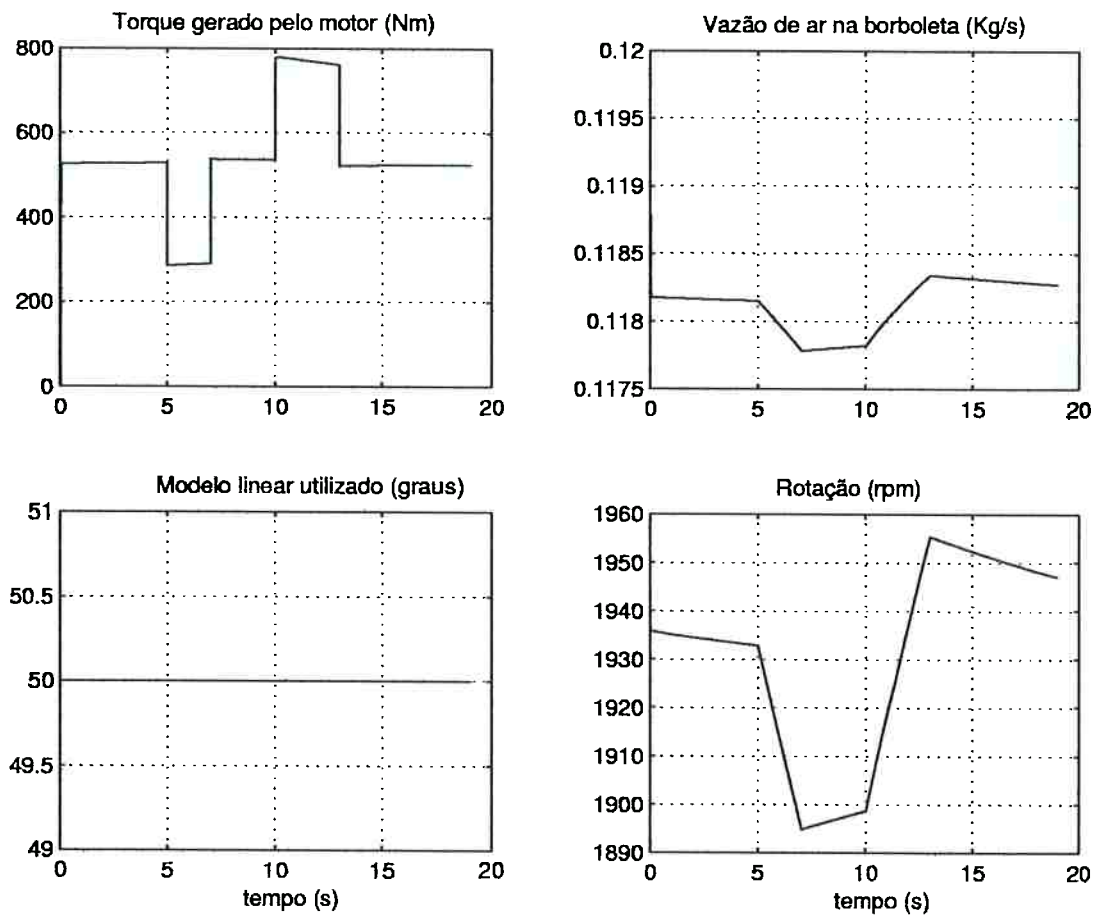 Torque gerado pelo motor (Nm)
800
600
400
200
0
0 5 10 15 20
Vazão de ar na borboleta (Kg/s)
0.12
0.1195
0.119
0.1185
0.118
0.1175
0 5 10 15 20
Modelo linear utilizado (graus)
51
50.5
50
49.5
49
0 5 10 15 20
tempo (s)
Rotação (rpm)
1960
1950
1940
1930
1920
1910
1900
1890
0 5 10 15 20
tempo (s)